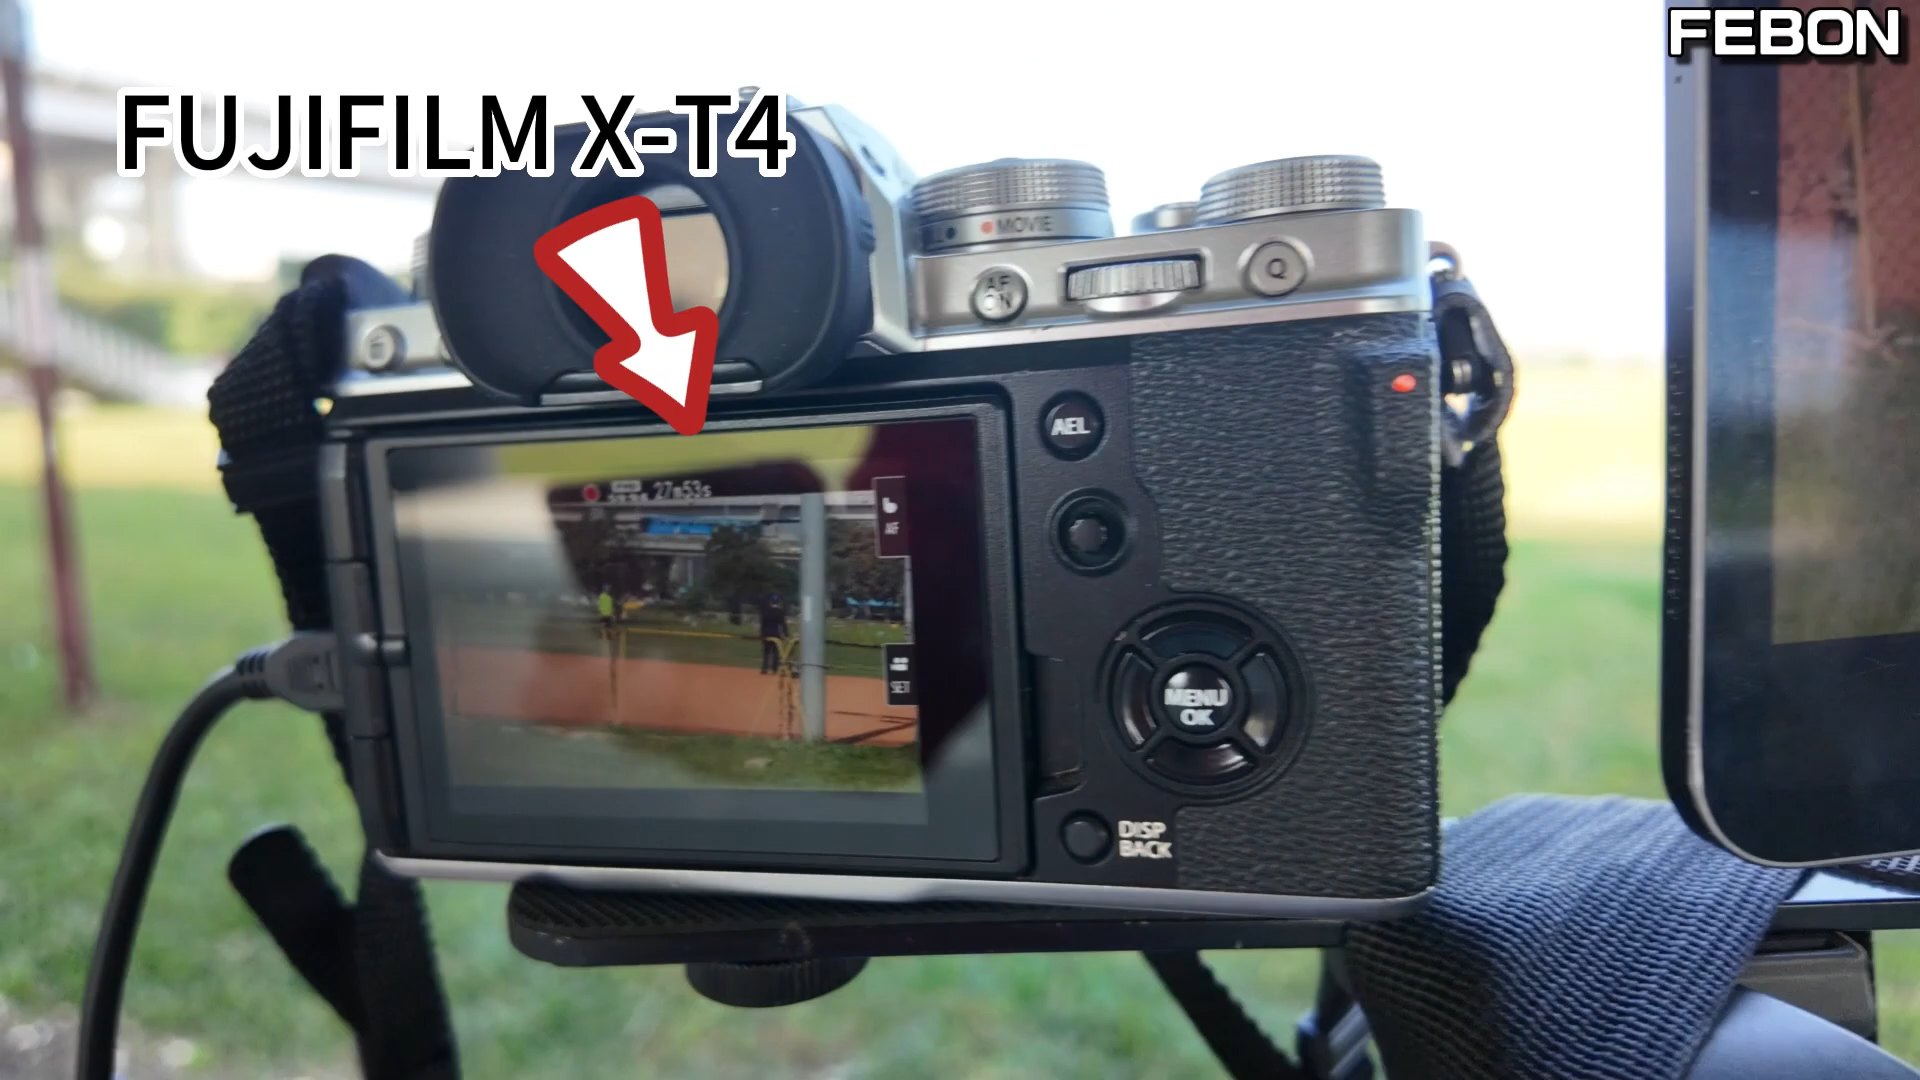 FEBON
FUJIFILM X-T4
MOVIE
AF
ON
Q
AEL
27m53s
AF
SET
MENU
OK
DISP
BACK